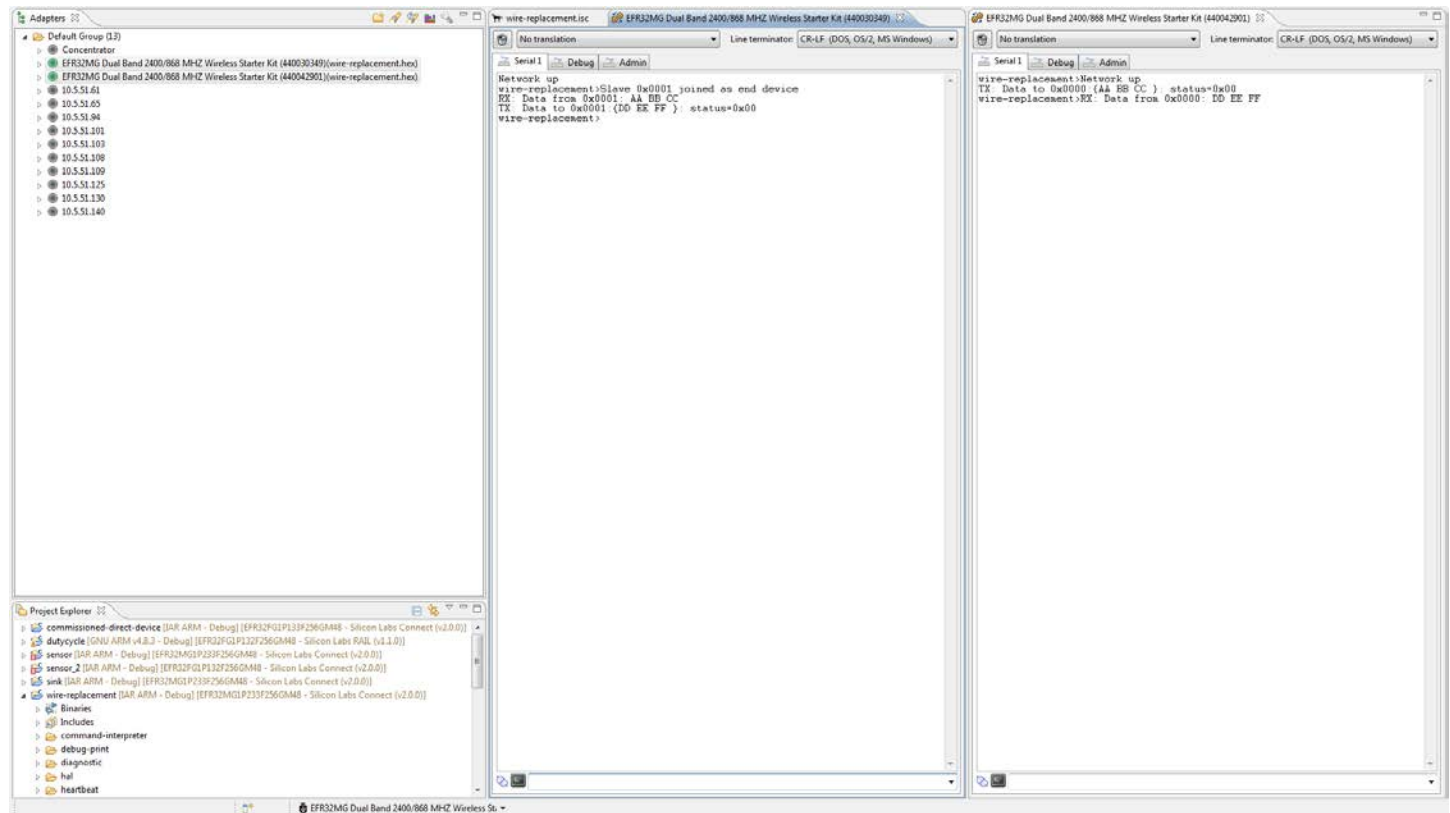 Adapters
Default Group (13)
Concentrator
EFR32MG Dual Band 2400/868 MHZ Wireless Starter Kit (440030349)(wire-replacement.hex)
EFR32MG Dual Band 2400/868 MHZ Wireless Starter Kit (440042901)(wire-replacement.hex)
10.5.51.61
10.5.51.65
10.5.51.94
10.5.51.101
10.5.51.103
10.5.51.108
10.5.51.109
10.5.51.125
10.5.51.130
10.5.51.140
Project Explorer
commissioned-direct-device [IAR ARM - Debug] [EFR32FG1P133F256GM48 - Silicon Labs Connect (v2.0.0)]
dutycycle [GNU ARM v4.8.3 - Debug] [EFR32FG1P132F256GM48 - Silicon Labs RAIL (v1.1.0)]
sensor [IAR ARM - Debug] [EFR32MG1P233F256GM48 - Silicon Labs Connect (v2.0.0)]
sensor_2 [IAR ARM - Debug] [EFR32FG1P132F256GM48 - Silicon Labs Connect (v2.0.0)]
sink [IAR ARM - Debug] [EFR32MG1P233F256GM48 - Silicon Labs Connect (v2.0.0)]
wire-replacement [IAR ARM - Debug] [EFR32MG1P233F256GM48 - Silicon Labs Connect (v2.0.0)]
Binaries
Includes
command-interpreter
debug-print
diagnostic
hal
heartbeat
wire-replacement.isc EFR32MG Dual Band 2400/868 MHZ Wireless Starter Kit (440030349)
No translation Line terminator: CR-LF (DOS, OS/2, MS Windows)
Serial 1 Debug Admin
Network up
wire-replacement>Slave 0x0001 joined as end device
RX: Data from 0x0001: AA BB CC
TX: Data to 0x0001:{DD EE FF }: status=0x00
wire-replacement>
EFR32MG Dual Band 2400/868 MHZ Wireless Starter Kit (440042901)
No translation Line terminator: CR-LF (DOS, OS/2, MS Windows)
Serial 1 Debug Admin
wire-replacement>Network up
TX: Data to 0x0000:{AA BB CC }: status=0x00
wire-replacement>RX: Data from 0x0000: DD EE FF
EFR32MG Dual Band 2400/868 MHZ Wireless St